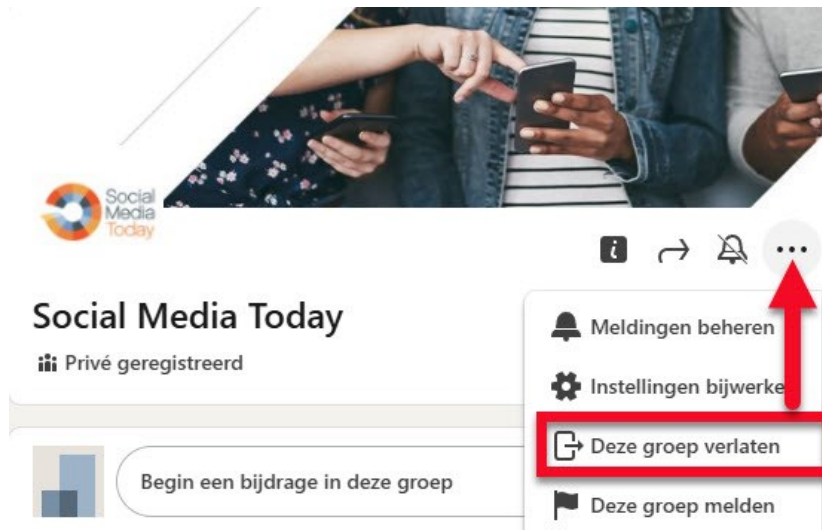 Social
Media
Today
Social Media Today
Privé geregistreerd
Meldingen beheren
Instellingen bijwerke
Deze groep verlaten
Begin een bijdrage in deze groep
Deze groep melden